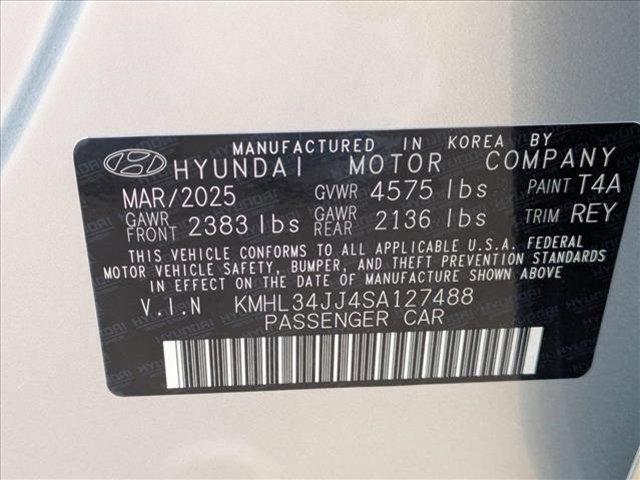 MANUFACTURED IN KOREA BY
HYUNDAI MOTOR COMPANY
MAR/2025 GVWR 4575 lbs PAINT T4A
GAWR FRONT 2383 lbs GAWR REAR 2136 lbs TRIM REY
THIS VEHICLE CONFORMS TO ALL APPLICABLE U.S.A. FEDERAL
MOTOR VEHICLE SAFETY, BUMPER, AND THEFT PREVENTION STANDARDS
IN EFFECT ON THE DATE OF MANUFACTURE SHOWN ABOVE
V.I.N KMHL34JJ4SA127488
PASSENGER CAR